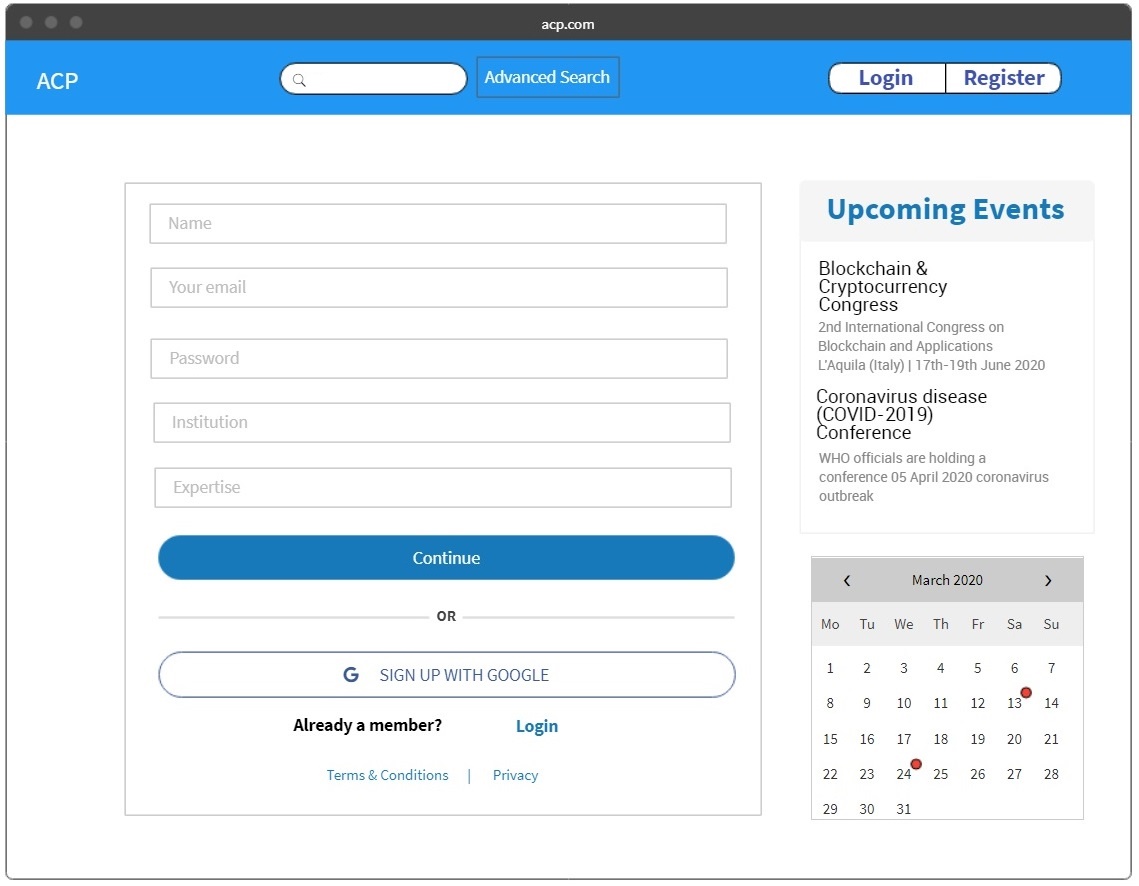 acp.com
ACP
Advanced Search
Login
Register
Name
Your email
Password
Institution
Expertise
Continue
OR
G SIGN UP WITH GOOGLE
Already a member? Login
Terms & Conditions | Privacy
Upcoming Events
Blockchain &
Cryptocurrency
Congress
2nd International Congress on
Blockchain and Applications
L'Aquila (Italy) | 17th-19th June 2020
Coronavirus disease
(COVID-2019)
Conference
WHO officials are holding a
conference 05 April 2020 coronavirus
outbreak
‹ March 2020 ›
Mo Tu We Th Fr Sa Su
1 2 3 4 5 6 7
8 9 10 11 12 13 14
15 16 17 18 19 20 21
22 23 24 25 26 27 28
29 30 31